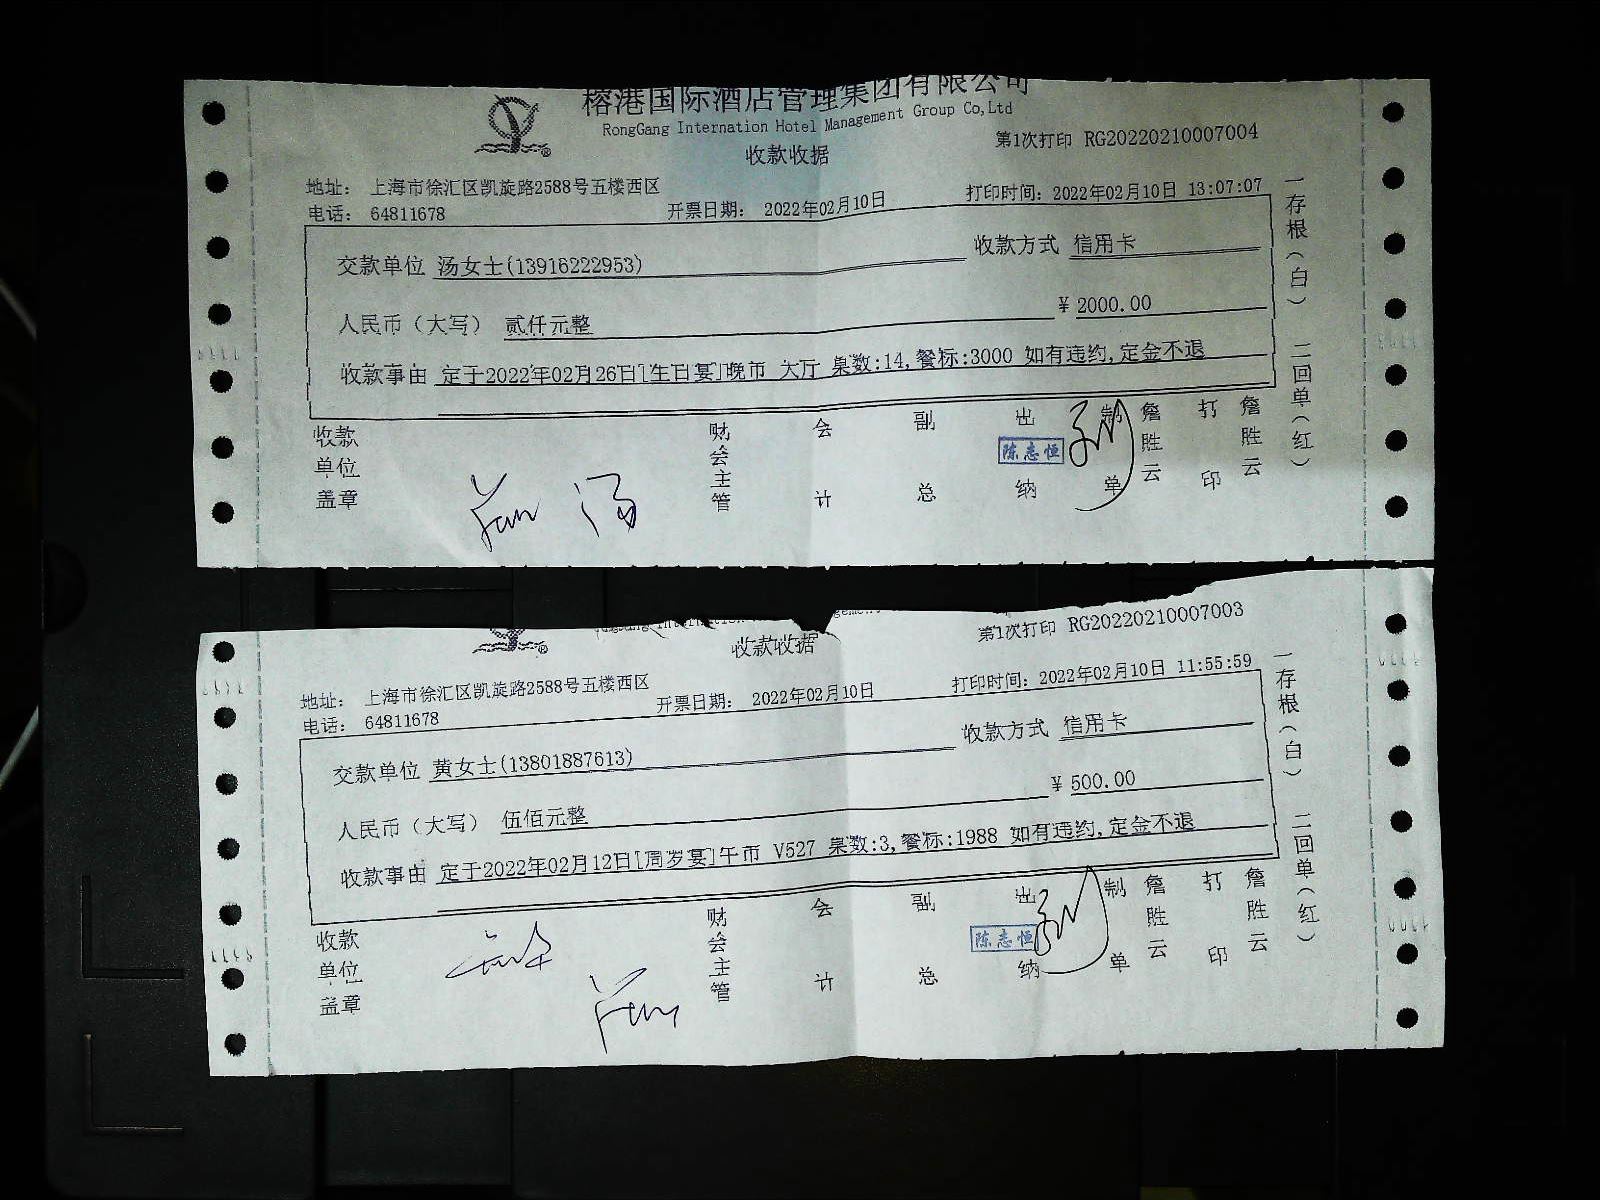 榕港国际酒店管理集团有限公司
RongGang Internation Hotel Management Group Co,Ltd
收款收据
第1次打印 RG20220210007004
地址： 上海市徐汇区凯旋路2588号五楼西区
电话： 64811678
开票日期： 2022年02月10日
打印时间：2022年02月10日 13:07:07
交款单位 汤女士(13916222953)
收款方式 信用卡
人民币（大写） 贰仟元整
¥ 2000.00
收款事由 定于2022年02月26日[生日宴]晚市 大厅 桌数:14,餐标:3000 如有违约,定金不退
一存根（白） 二回单（红）
收款单位盖章
财会主管
会计
副总
出纳
陈志恒
制单
詹胜云
打印
詹胜云
汤
收款收据
第1次打印 RG20220210007003
地址： 上海市徐汇区凯旋路2588号五楼西区
电话： 64811678
开票日期： 2022年02月10日
打印时间：2022年02月10日 11:55:59
交款单位 黄女士(13801887613)
收款方式 信用卡
人民币（大写） 伍佰元整
¥ 500.00
收款事由 定于2022年02月12日[周岁宴]午市 V527 桌数:3,餐标:1988 如有违约,定金不退
一存根（白） 二回单（红）
收款单位盖章
财会主管
会计
副总
出纳
陈志恒
制单
詹胜云
打印
詹胜云